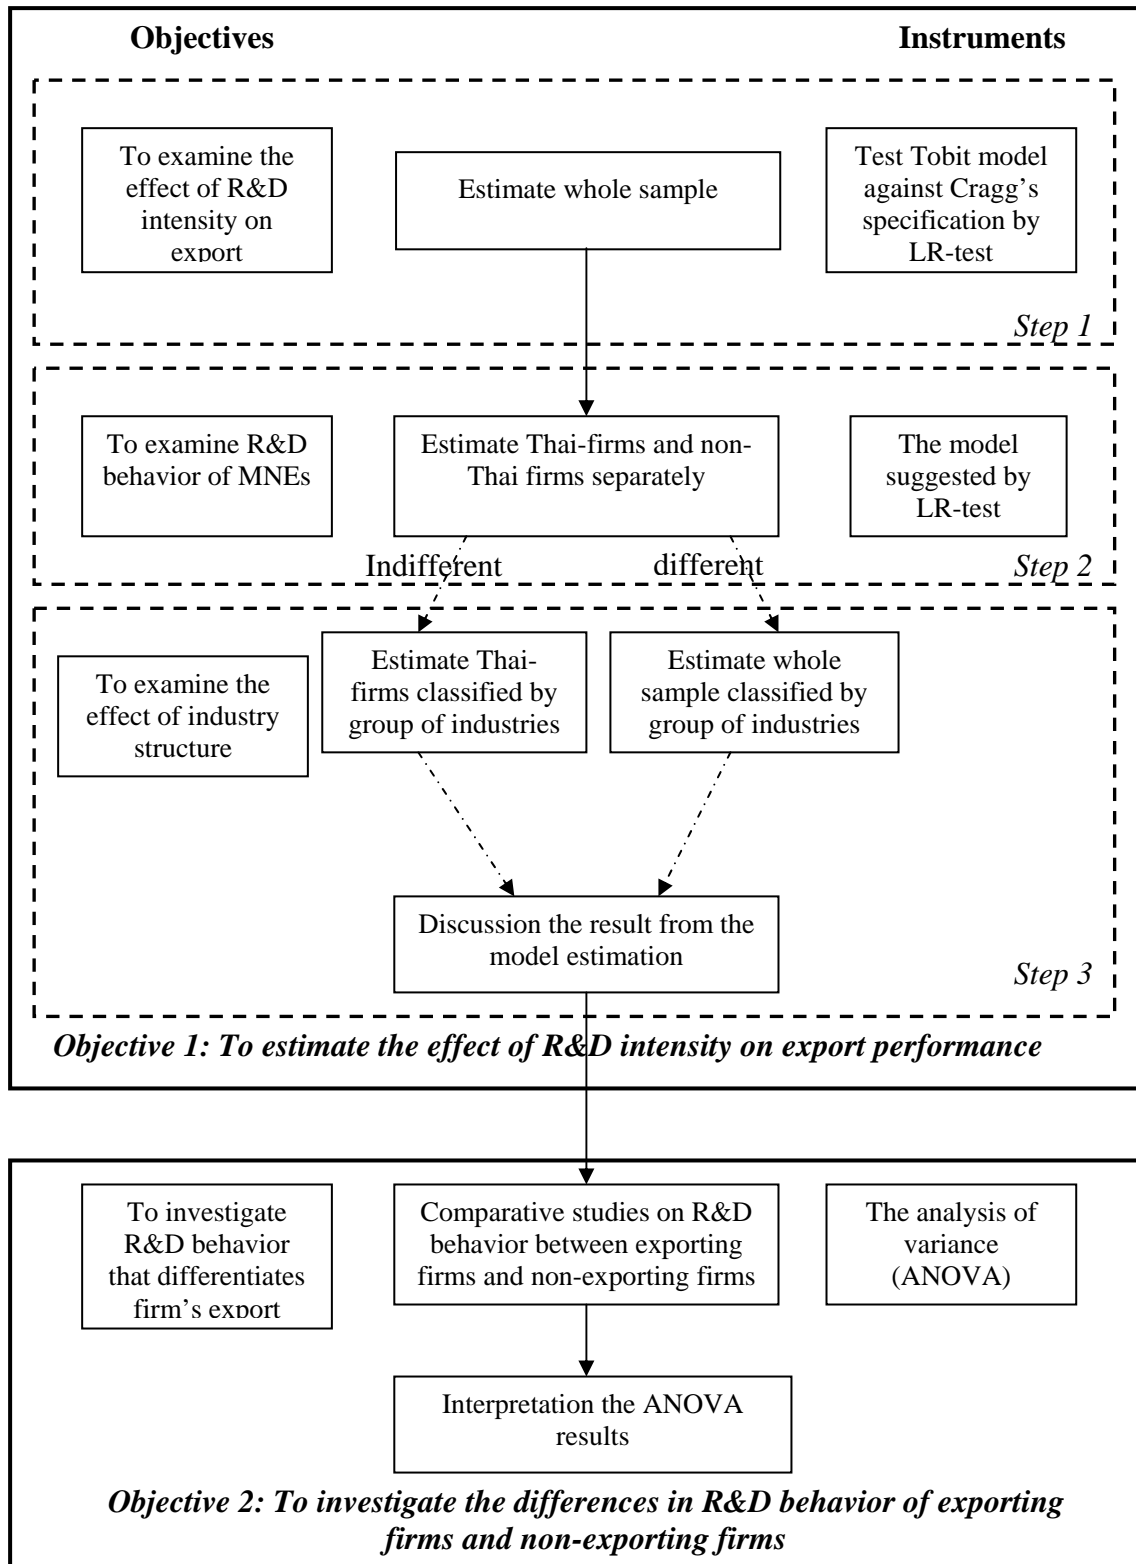 Objectives
Instruments
To examine the
effect of R&D
intensity on
export
Estimate whole sample
Test Tobit model
against Cragg's
specification by
LR-test
Step 1
To examine R&D
behavior of MNEs
Estimate Thai-firms and non-
Thai firms separately
The model
suggested by
LR-test
Indifferent
different
Step 2
To examine the
effect of industry
structure
Estimate Thai-
firms classified by
group of industries
Estimate whole
sample classified by
group of industries
Discussion the result from the
model estimation
Step 3
Objective 1: To estimate the effect of R&D intensity on export performance
To investigate
R&D behavior
that differentiates
firm's export
Comparative studies on R&D
behavior between exporting
firms and non-exporting firms
The analysis of
variance
(ANOVA)
Interpretation the ANOVA
results
Objective 2: To investigate the differences in R&D behavior of exporting
firms and non-exporting firms